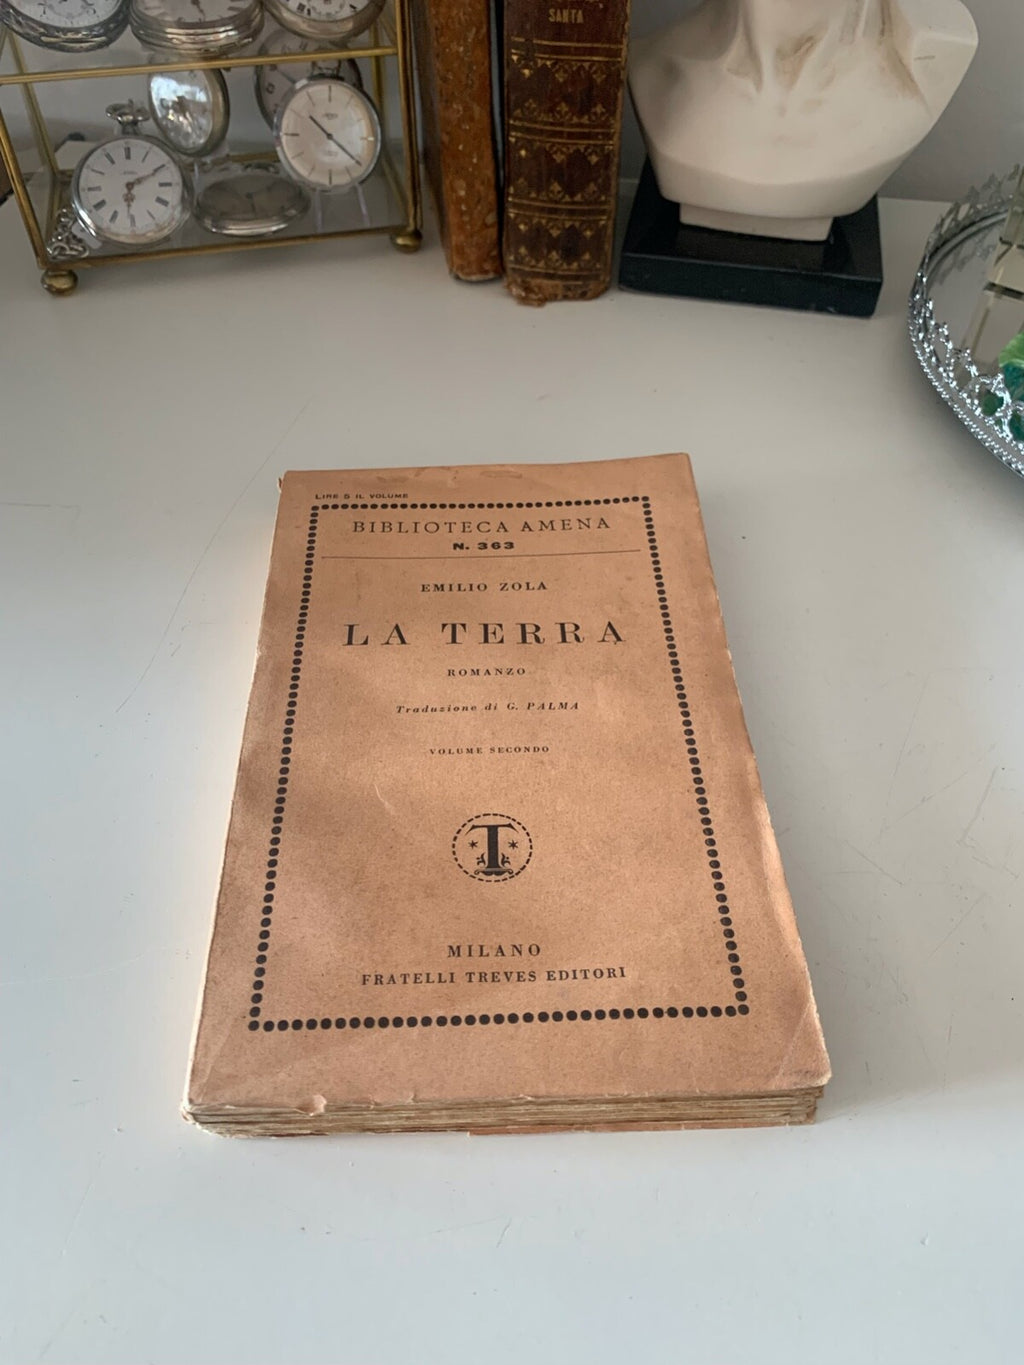 SANTA
LIRE 5 IL VOLUME
BIBLIOTECA AMENA
N. 363
EMILIO ZOLA
LA TERRA
ROMANZO
Traduzione di G. PALMA
VOLUME SECONDO
T
MILANO
FRATELLI TREVES EDITORI